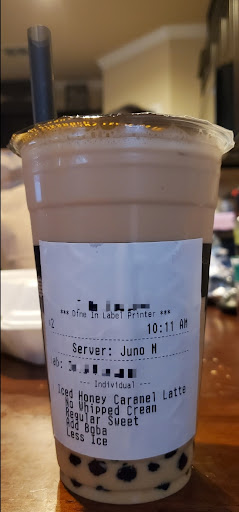 *** Dine In Label Printer ***
10:11 AM
Server: Juno M
--- Individual ---
Iced Honey Caramel Latte
No Whipped Cream
Regular Sweet
Add Boba
Less Ice